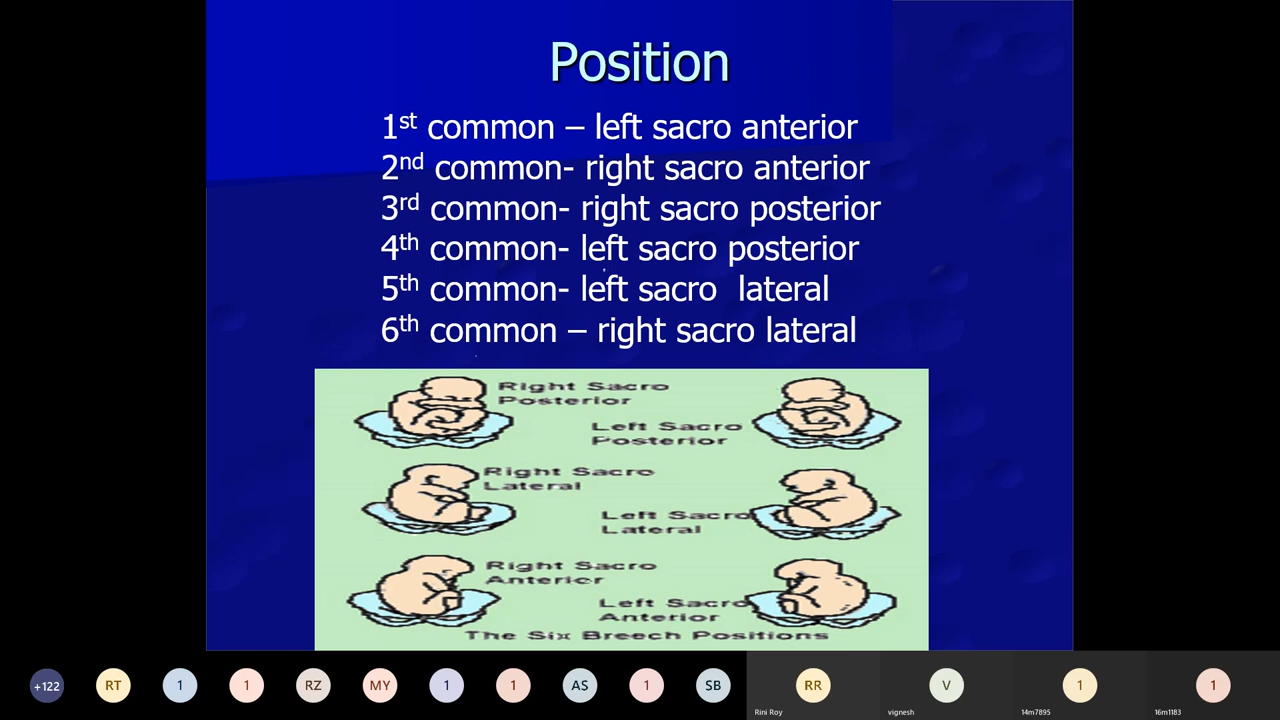 Position
1st common – left sacro anterior
2nd common- right sacro anterior
3rd common- right sacro posterior
4th common- left sacro posterior
5th common- left sacro lateral
6th common – right sacro lateral
Right Sacro
Posterior
Left Sacro
Posterior
Right Sacro
Lateral
Left Sacro
Lateral
Right Sacro
Anterior
Left Sacro
Anterior
The Six Breech Positions
+122 RT 1 1 RZ MY 1 1 AS 1 SB RR V 1 1
Rini Roy vignesh 14m7895 16m1183